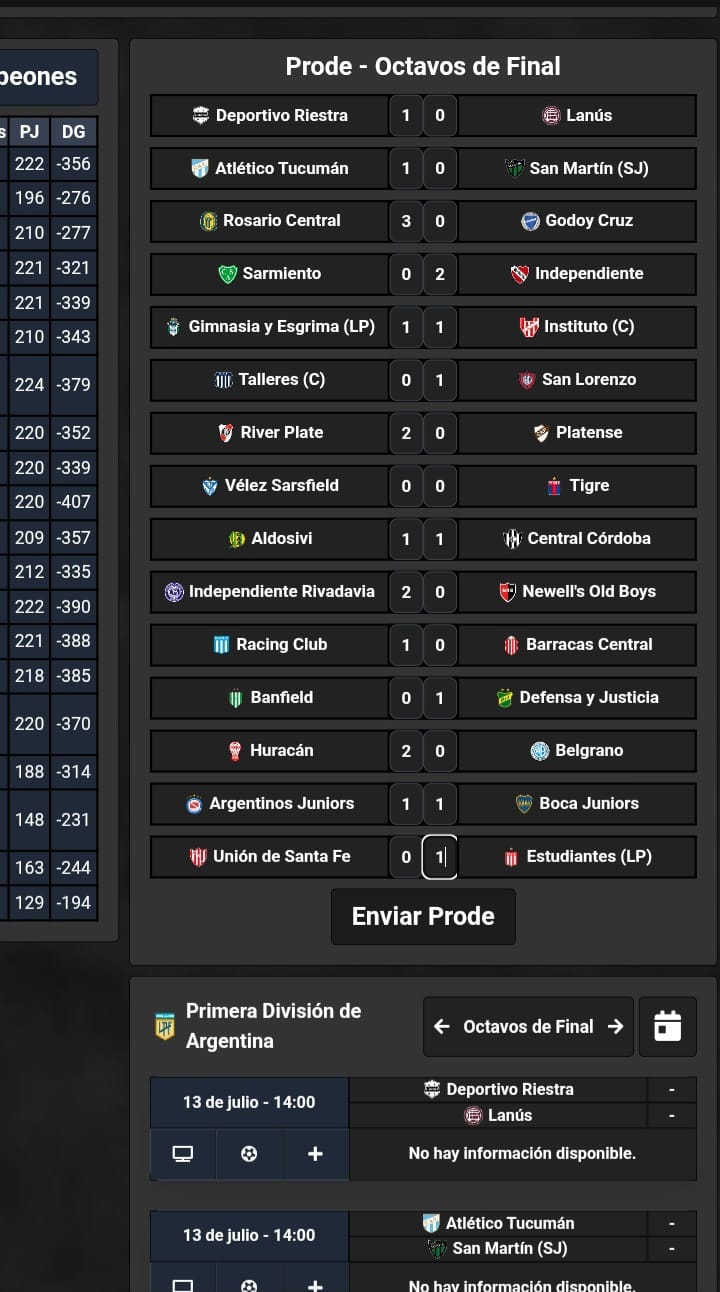 peones
s PJ DG
222 -356
196 -276
210 -277
221 -321
221 -339
210 -343
224 -379
220 -352
220 -339
220 -407
209 -357
212 -335
222 -390
221 -388
218 -385
220 -370
188 -314
148 -231
163 -244
129 -194
Prode - Octavos de Final
Deportivo Riestra 1 0 Lanús
Atlético Tucumán 1 0 San Martín (SJ)
Rosario Central 3 0 Godoy Cruz
Sarmiento 0 2 Independiente
Gimnasia y Esgrima (LP) 1 1 Instituto (C)
Talleres (C) 0 1 San Lorenzo
River Plate 2 0 Platense
Vélez Sarsfield 0 0 Tigre
Aldosivi 1 1 Central Córdoba
Independiente Rivadavia 2 0 Newell's Old Boys
Racing Club 1 0 Barracas Central
Banfield 0 1 Defensa y Justicia
Huracán 2 0 Belgrano
Argentinos Juniors 1 1 Boca Juniors
Unión de Santa Fe 0 1 Estudiantes (LP)
Enviar Prode
Primera División de
Argentina
← Octavos de Final →
13 de julio - 14:00
Deportivo Riestra -
Lanús -
+ No hay información disponible.
13 de julio - 14:00
Atlético Tucumán -
San Martín (SJ) -
+ No hay información disponible.